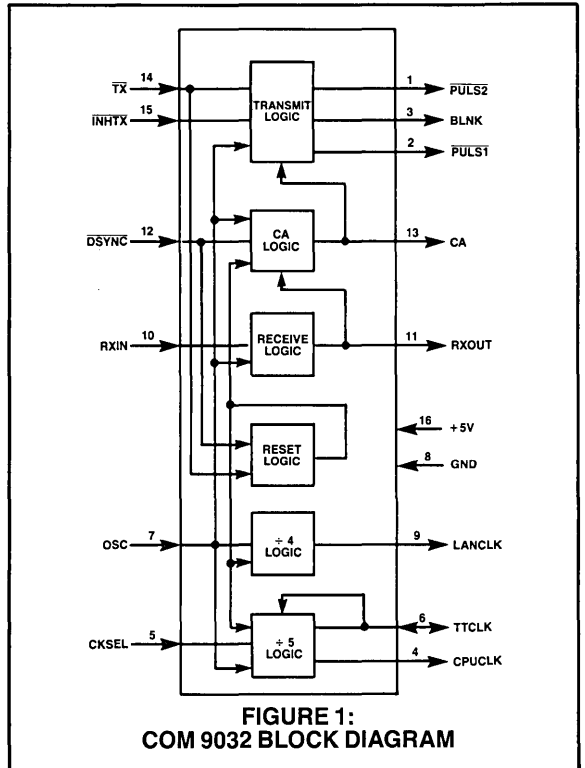 TX 14
INHTX 15
TRANSMIT
LOGIC
1 PULS2
3 BLNK
2 PULS1
DSYNC 12
CA
LOGIC
13 CA
RXIN 10
RECEIVE
LOGIC
11 RXOUT
RESET
LOGIC
16 +5V
8 GND
OSC 7
÷ 4
LOGIC
9 LANCLK
CKSEL 5
÷ 5
LOGIC
6 TTCLK
4 CPUCLK
FIGURE 1:
COM 9032 BLOCK DIAGRAM